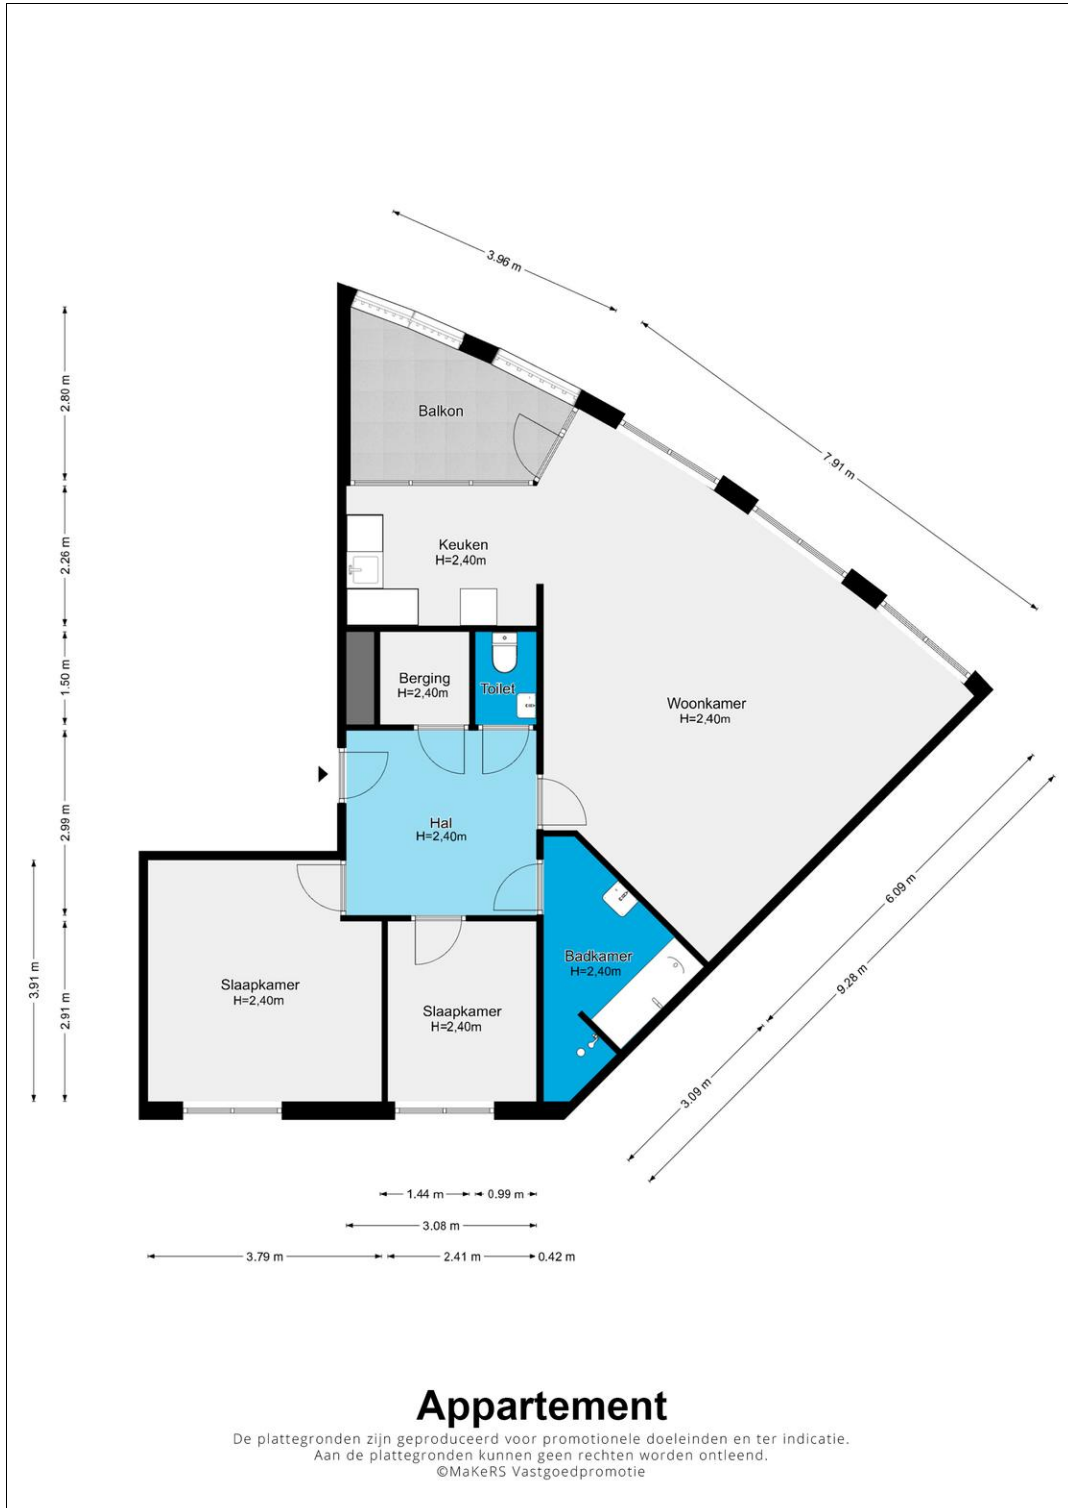 3.96 m
7.91 m
2.80 m
Balkon
2.26 m
Keuken
H=2,40m
1.50 m
Berging
H=2,40m
Toilet
Woonkamer
H=2,40m
2.99 m
Hal
H=2,40m
6.09 m
9.28 m
3.09 m
3.91 m
2.91 m
Slaapkamer
H=2,40m
Slaapkamer
H=2,40m
Badkamer
H=2,40m
1.44 m
0.99 m
3.08 m
3.79 m
2.41 m
0.42 m
Appartement
De plattegronden zijn geproduceerd voor promotionele doeleinden en ter indicatie.
Aan de plattegronden kunnen geen rechten worden ontleend.
©MaKeRS Vastgoedpromotie